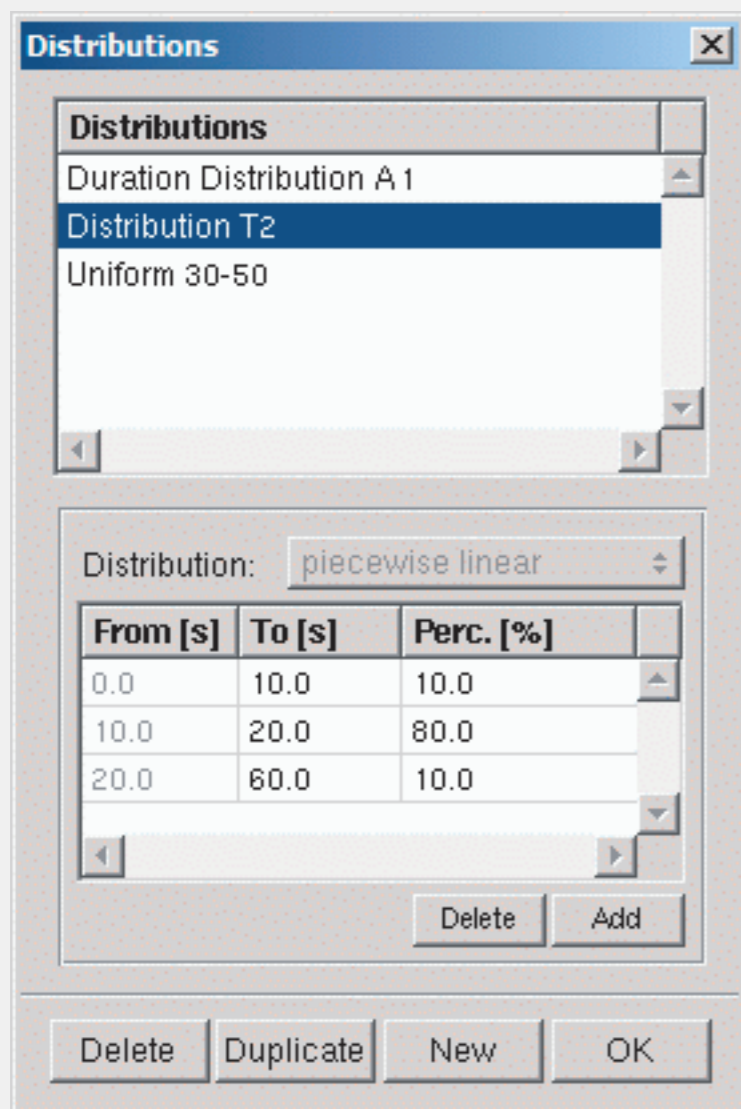 Distributions
Distributions
Duration Distribution A1
Distribution T2
Uniform 30-50
Distribution: piecewise linear
From [s] To [s] Perc. [%]
0.0 10.0 10.0
10.0 20.0 80.0
20.0 60.0 10.0
Delete Add
Delete Duplicate New OK